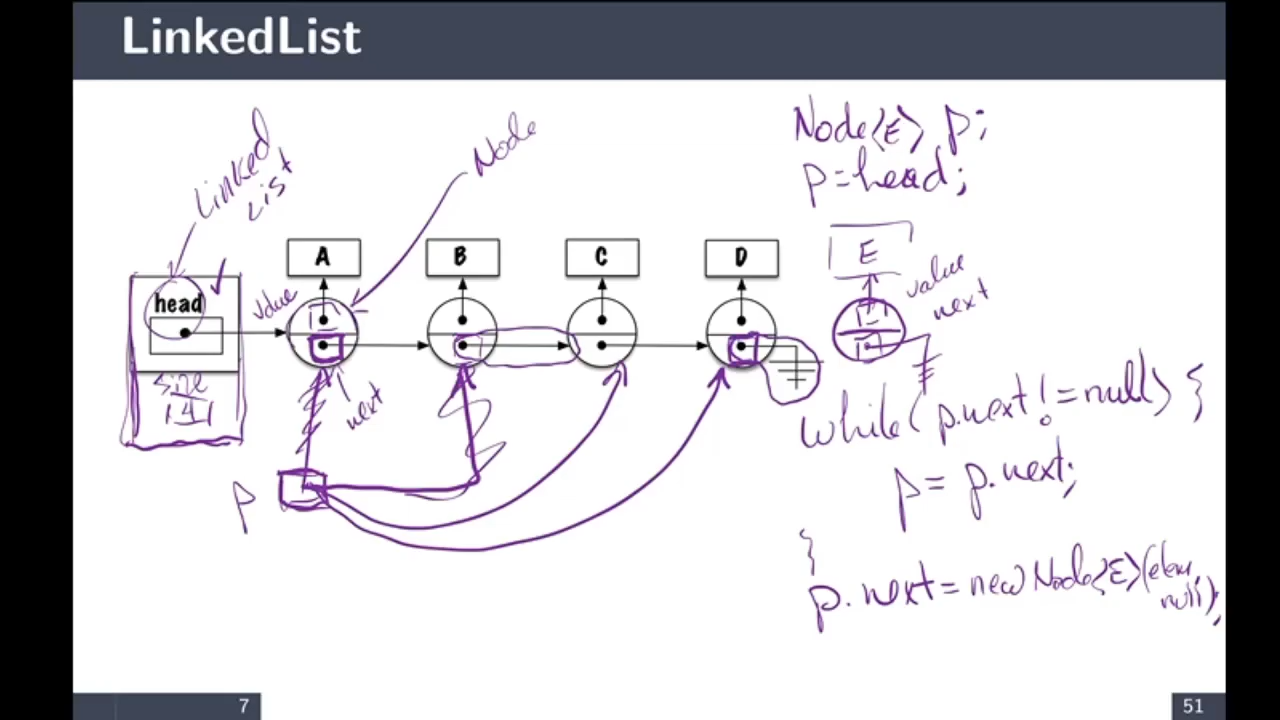 LinkedList
Node<E> p;
p=head;
Linked
List
Node
A
B
C
D
E
head
value
value
next
size
4
next
p
while(p.next!=null) {
p= p.next;
}
p.next=new Node<E>(elem,
null);
7
51